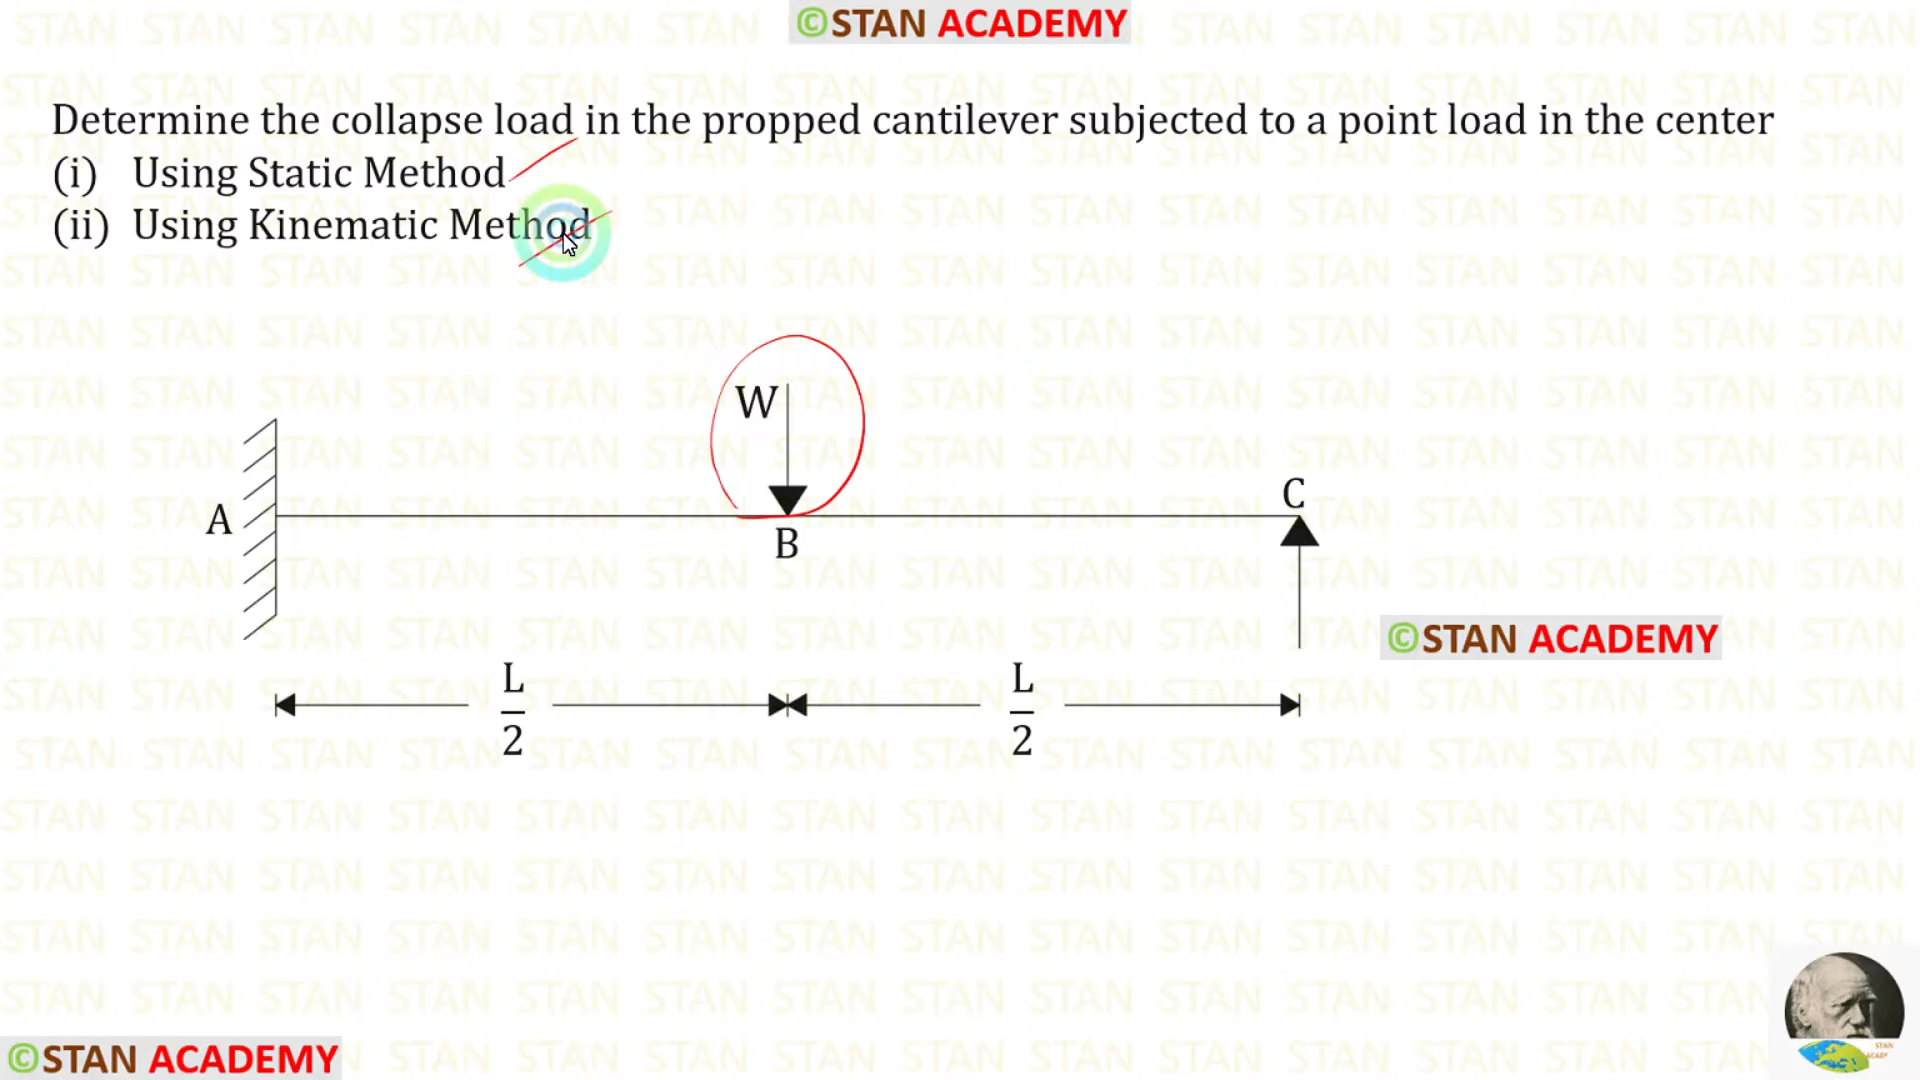 ©STAN ACADEMY
Determine the collapse load in the propped cantilever subjected to a point load in the center
(i) Using Static Method
(ii) Using Kinematic Method
W
A
B
C
L
2
L
2
©STAN ACADEMY
©STAN ACADEMY